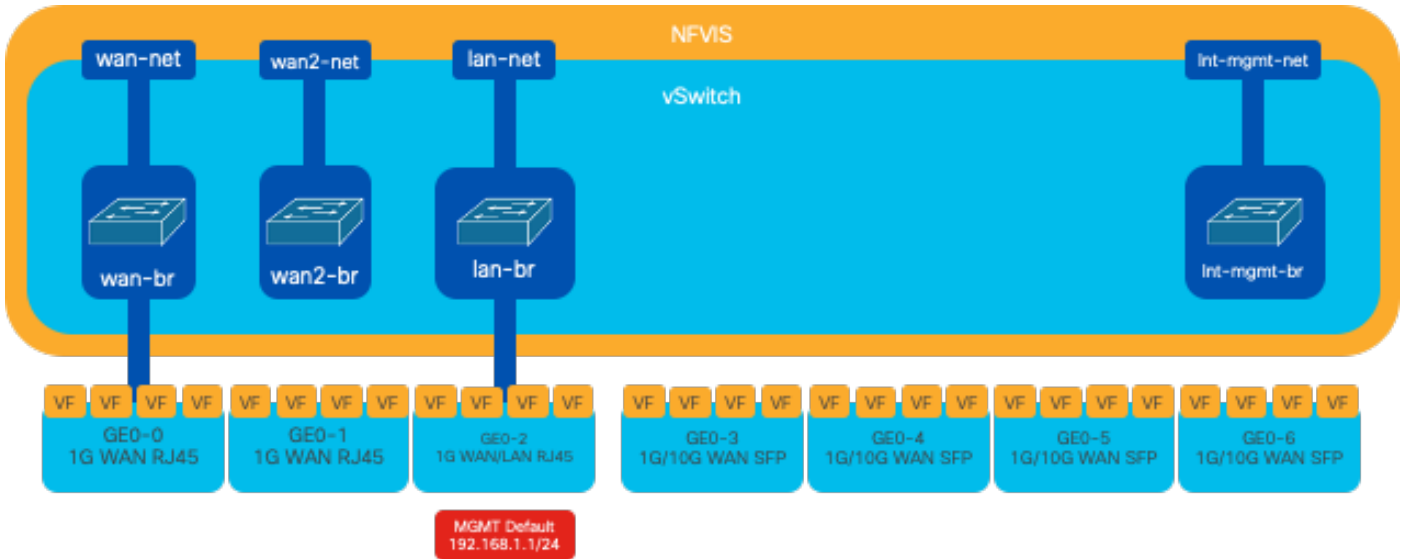 NFVIS
wan-net
wan2-net
lan-net
Int-mgmt-net
vSwitch
wan-br
wan2-br
lan-br
Int-mgmt-br
VF VF VF VF
VF VF VF VF
VF VF VF VF
VF VF VF VF
VF VF VF VF
VF VF VF VF
VF VF VF VF
GE0-0
1G WAN RJ45
GE0-1
1G WAN RJ45
GE0-2
1G WAN/LAN RJ45
GE0-3
1G/10G WAN SFP
GE0-4
1G/10G WAN SFP
GE0-5
1G/10G WAN SFP
GE0-6
1G/10G WAN SFP
MGMT Default
192.168.1.1/24